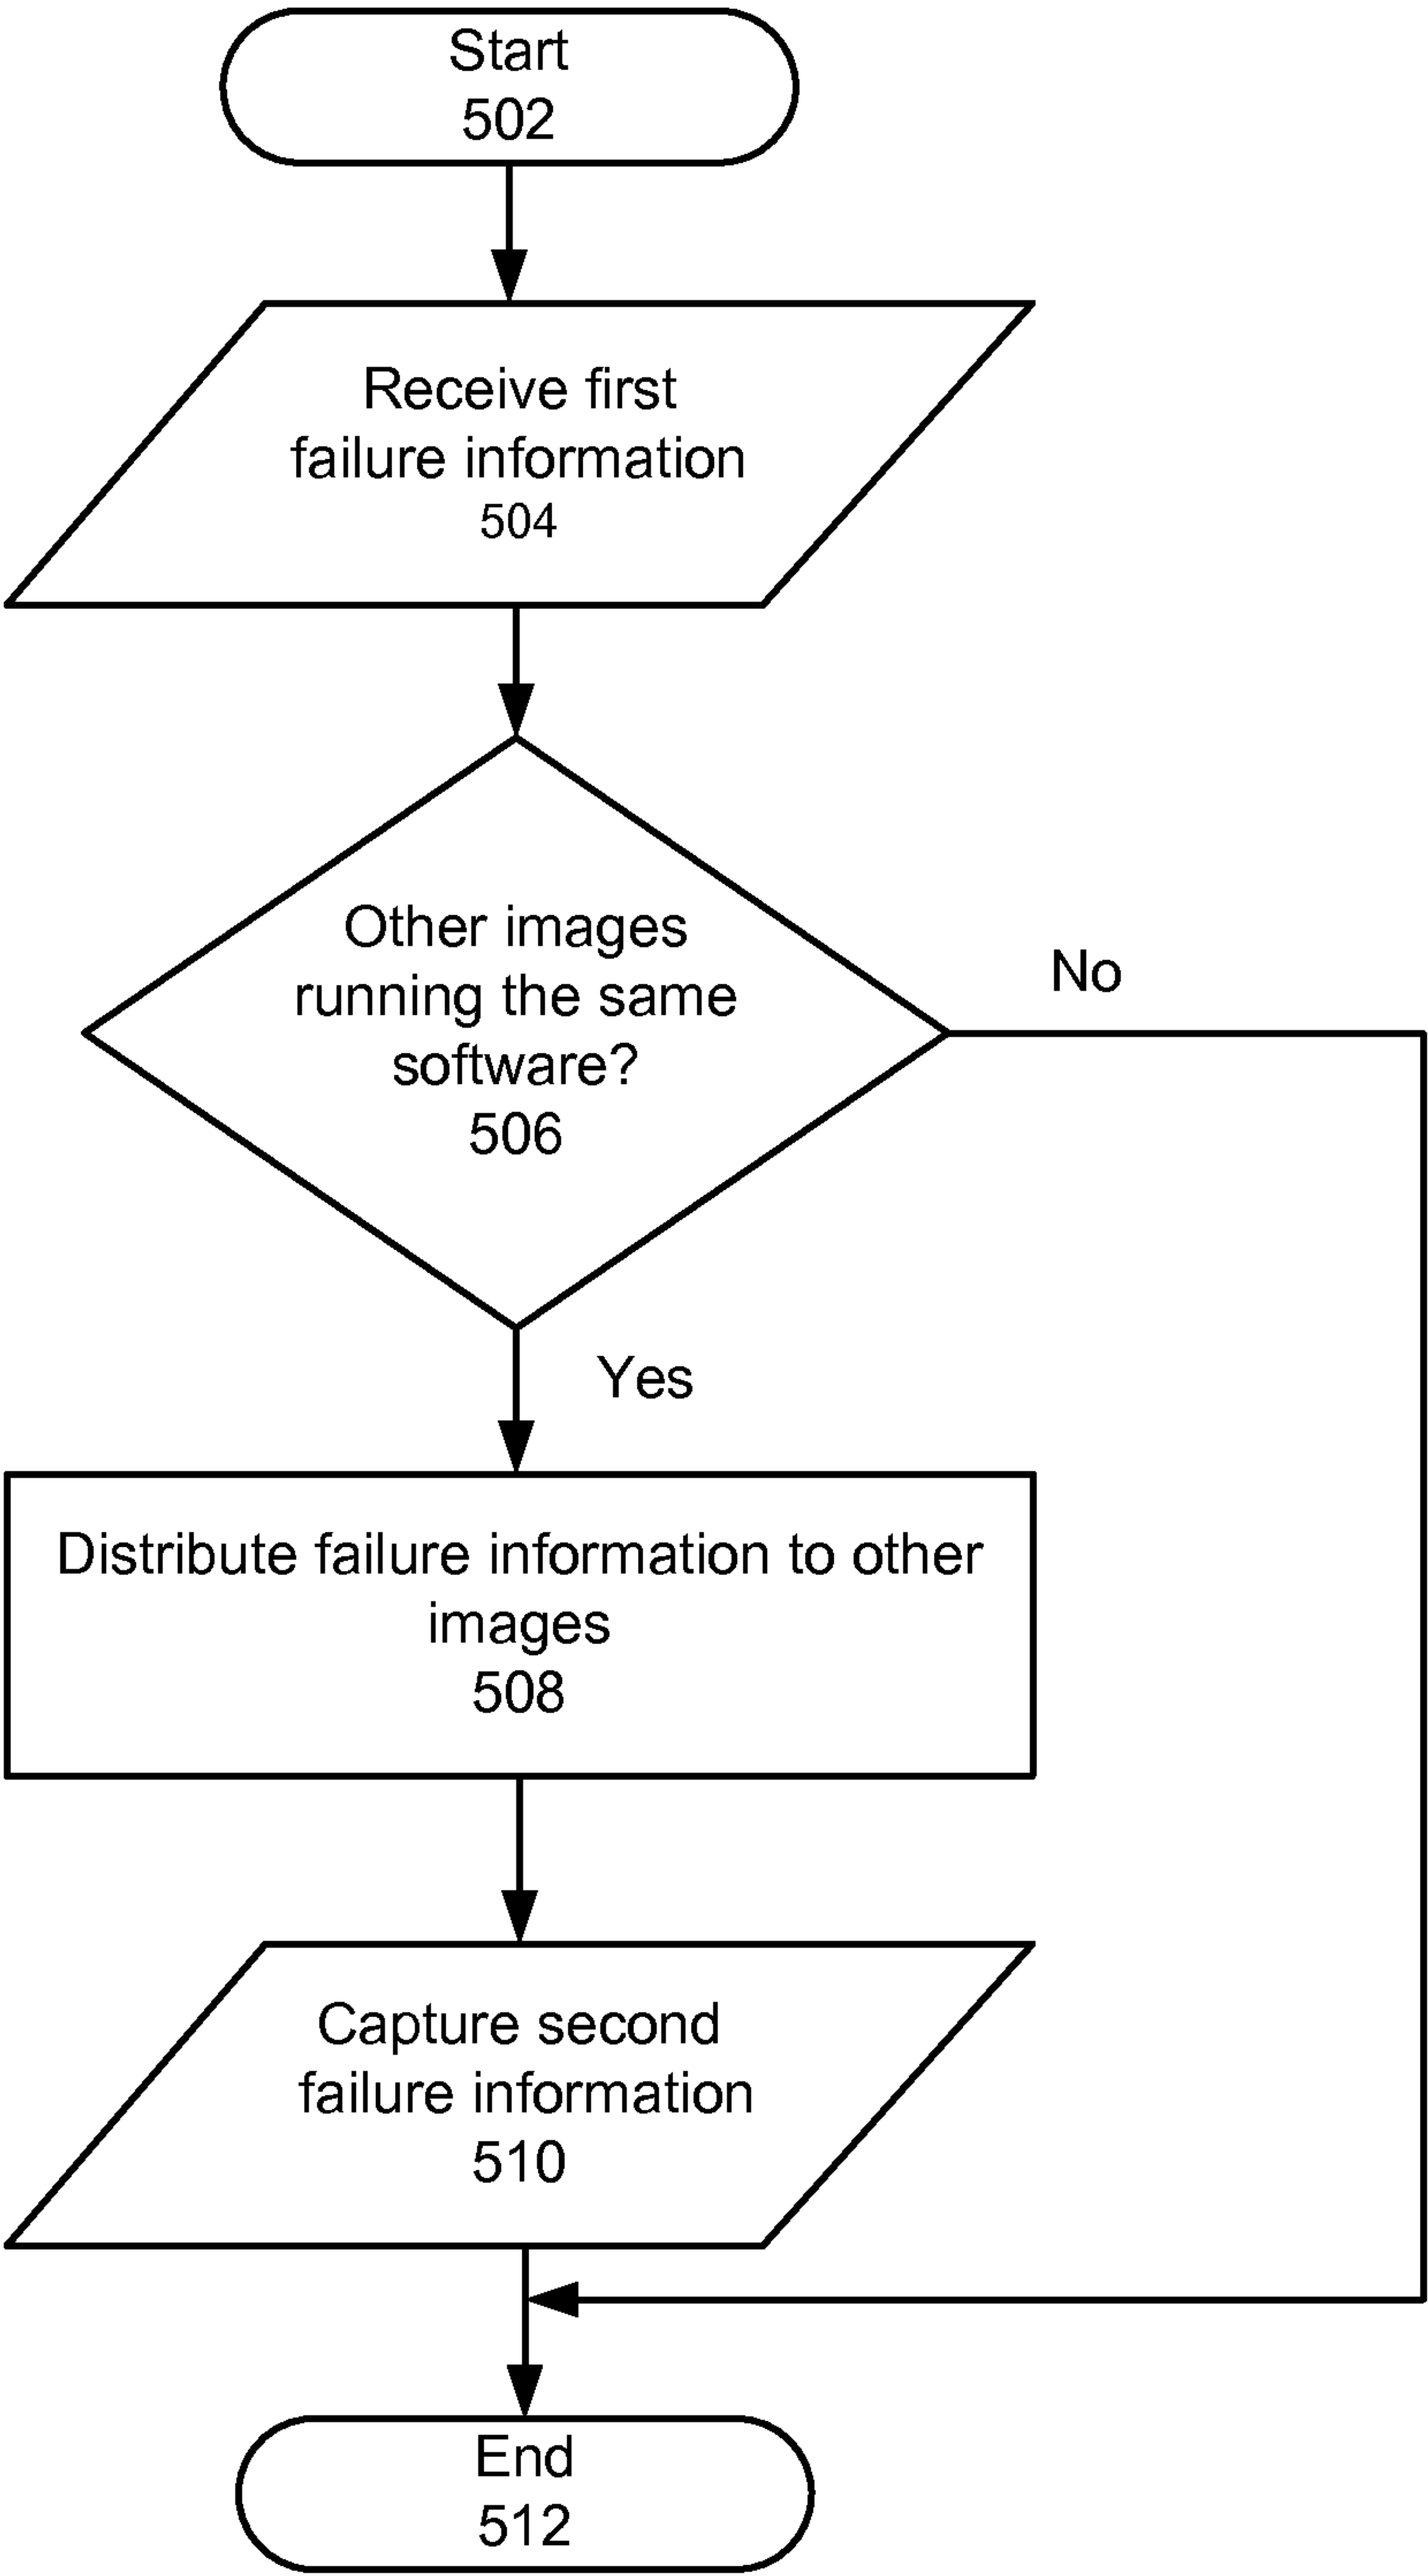 Start
502
Receive first
failure information
504
Other images
running the same
software?
506
No
Yes
Distribute failure information to other
images
508
Capture second
failure information
510
End
512